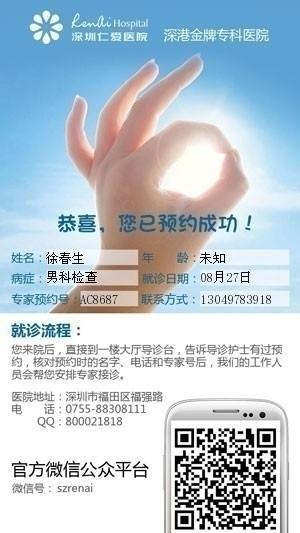 RenAi Hospital
深圳仁爱医院
深港金牌专科医院
恭喜，您已预约成功！
姓名：徐春生 年 龄：未知
病症：男科检查 就诊日期：08月27日
专家预约号：AC8687 联系方式：13049783918
就诊流程：
您来院后，直接到一楼大厅导诊台，告诉导诊护士有过预
约，核对预约时的名字、电话和专家号后，我们的工作人
员会帮您安排专家接诊。
医院地址：深圳市福田区福强路
电 话：0755-88308111
QQ：800021818
官方微信公众平台
微信号：szrenai